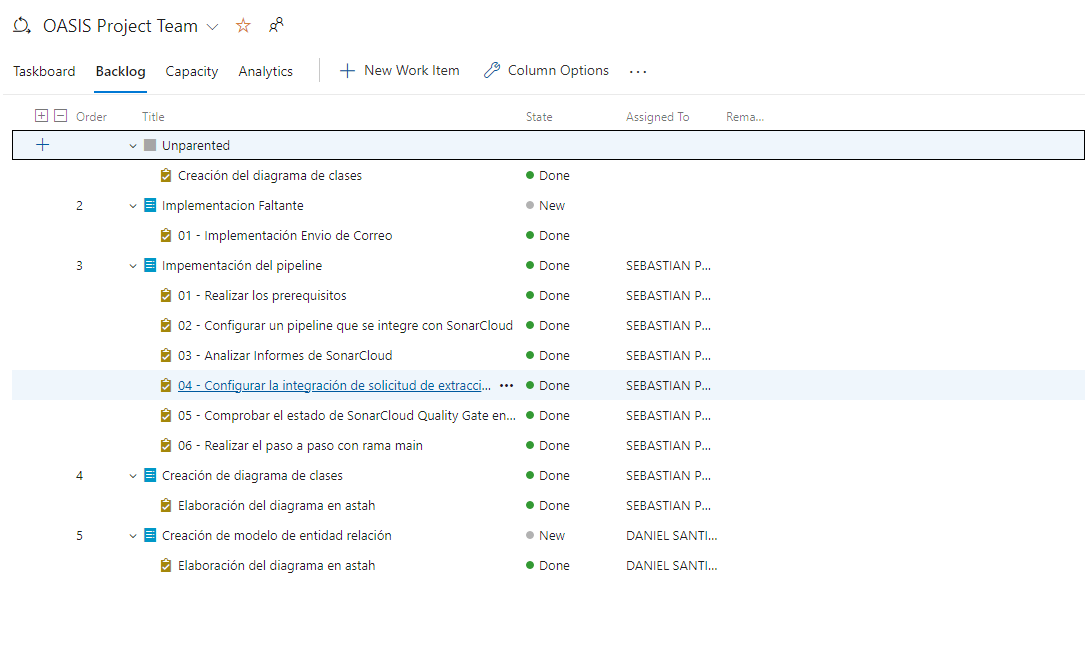 OASIS Project Team
Taskboard Backlog Capacity Analytics New Work Item Column Options ...
Order Title State Assigned To Rema...
Unparented
Creación del diagrama de clases Done
2 Implementacion Faltante New
01 - Implementación Envio de Correo Done
3 Impementación del pipeline Done SEBASTIAN P...
01 - Realizar los prerequisitos Done SEBASTIAN P...
02 - Configurar un pipeline que se integre con SonarCloud Done SEBASTIAN P...
03 - Analizar Informes de SonarCloud Done SEBASTIAN P...
04 - Configurar la integración de solicitud de extracci... ... Done SEBASTIAN P...
05 - Comprobar el estado de SonarCloud Quality Gate en... Done SEBASTIAN P...
06 - Realizar el paso a paso con rama main Done SEBASTIAN P...
4 Creación de diagrama de clases Done SEBASTIAN P...
Elaboración del diagrama en astah Done SEBASTIAN P...
5 Creación de modelo de entidad relación New DANIEL SANTI...
Elaboración del diagrama en astah Done DANIEL SANTI...